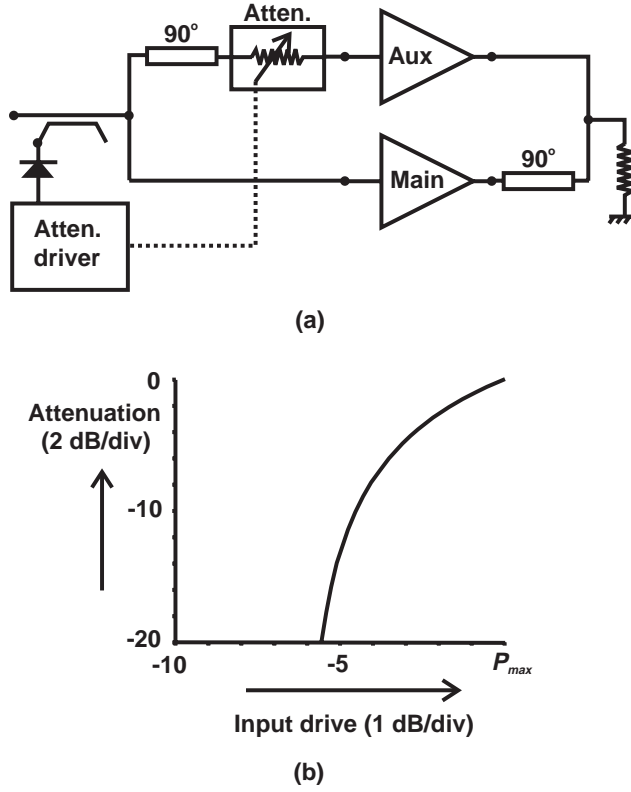 Atten.
90°
Aux
Main
90°
Atten.
driver
(a)
0
Attenuation
(2 dB/div)
-10
-20
-10
-5
Pmax
Input drive (1 dB/div)
(b)